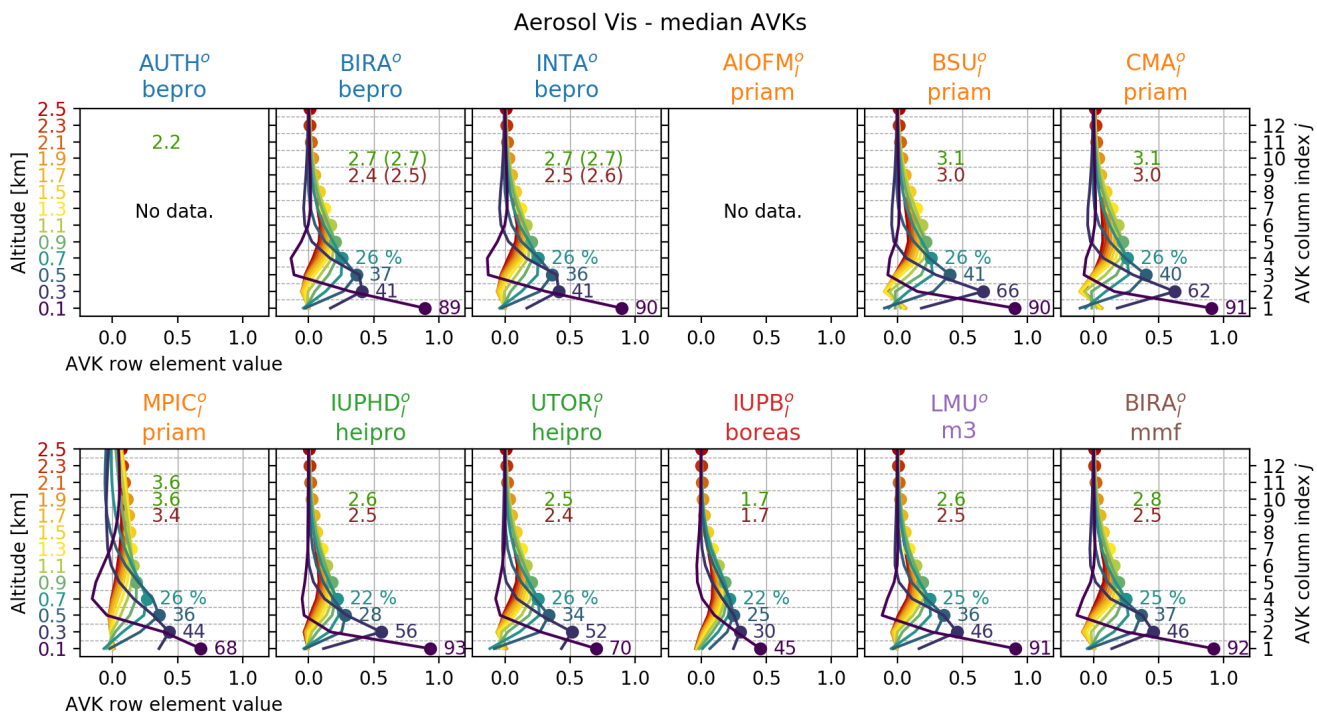 Aerosol Vis - median AVKs
AUTH^o BIRA^o INTA^o AIOFM_l^o BSU_l^o CMA_l^o
bepro bepro bepro priam priam priam
2.5
2.3 12
2.1 2.2 11
1.9 2.7 (2.7) 2.7 (2.7) 3.1 3.1 10
1.7 2.4 (2.5) 2.5 (2.6) 3.0 3.0 9
1.5 8
1.3 No data. No data. 7
1.1 6
0.9 5
0.7 26 % 26 % 26 % 26 % 4
0.5 37 36 41 40 3
0.3 41 41 66 62 2
0.1 89 90 90 91 1
Altitude [km]
AVK column index j
0.0 0.5 1.0 0.0 0.5 1.0 0.0 0.5 1.0 0.0 0.5 1.0 0.0 0.5 1.0 0.0 0.5 1.0
AVK row element value
MPIC_l^o IUPHD_l^o UTOR_l^o IUPB_l^o LMU^o BIRA_l^o
priam heipro heipro boreas m3 mmf
2.5
2.3 12
2.1 3.6 11
1.9 3.6 2.6 2.5 1.7 2.6 2.8 10
1.7 3.4 2.5 2.4 1.7 2.5 2.5 9
1.5 8
1.3 7
1.1 6
0.9 5
0.7 26 % 22 % 26 % 22 % 25 % 25 % 4
0.5 36 28 34 25 36 37 3
0.3 44 56 52 30 46 46 2
0.1 68 93 70 45 91 92 1
Altitude [km]
AVK column index j
0.0 0.5 1.0 0.0 0.5 1.0 0.0 0.5 1.0 0.0 0.5 1.0 0.0 0.5 1.0 0.0 0.5 1.0
AVK row element value